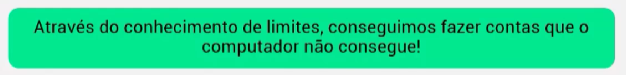 Através do conhecimento de limites, conseguimos fazer contas que o
computador não consegue!